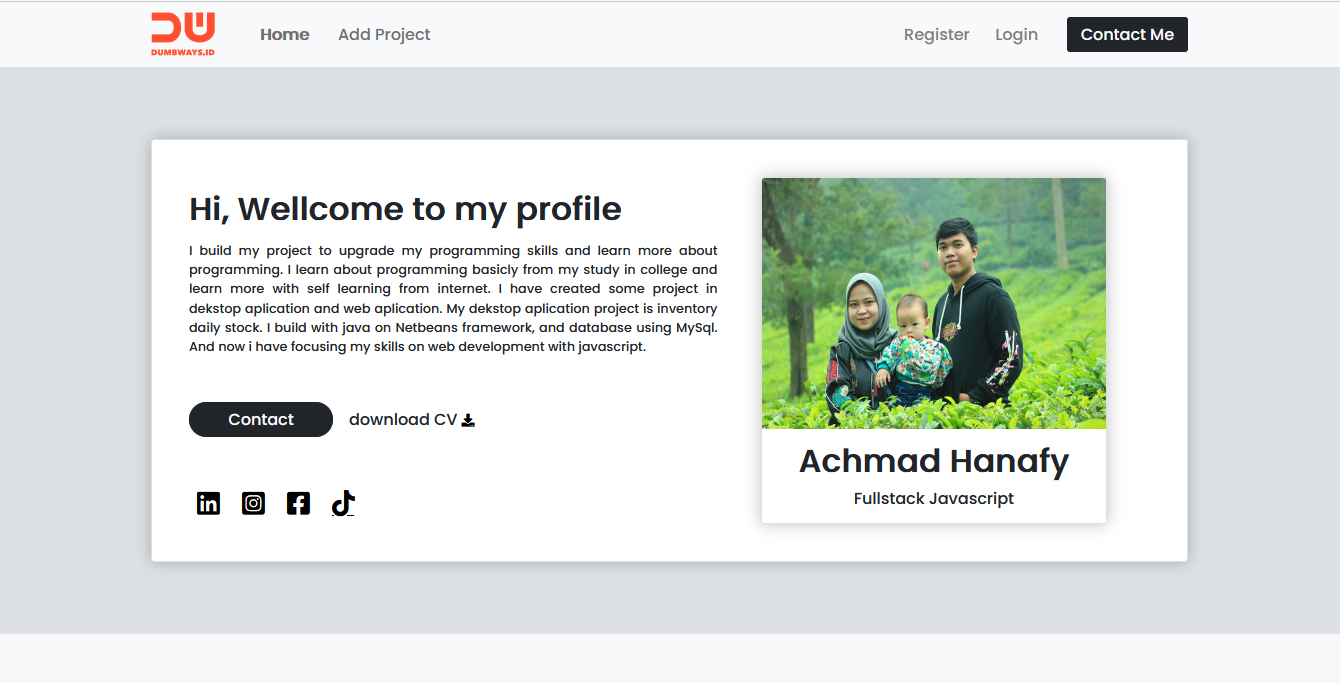 DUMBWAYS.ID
Home
Add Project
Register
Login
Contact Me
Hi, Wellcome to my profile
I build my project to upgrade my programming skills and learn more about
programming. I learn about programming basicly from my study in college and
learn more with self learning from internet. I have created some project in
dekstop aplication and web aplication. My dekstop aplication project is inventory
daily stock. I build with java on Netbeans framework, and database using MySql.
And now i have focusing my skills on web development with javascript.
Contact
download CV
Achmad Hanafy
Fullstack Javascript